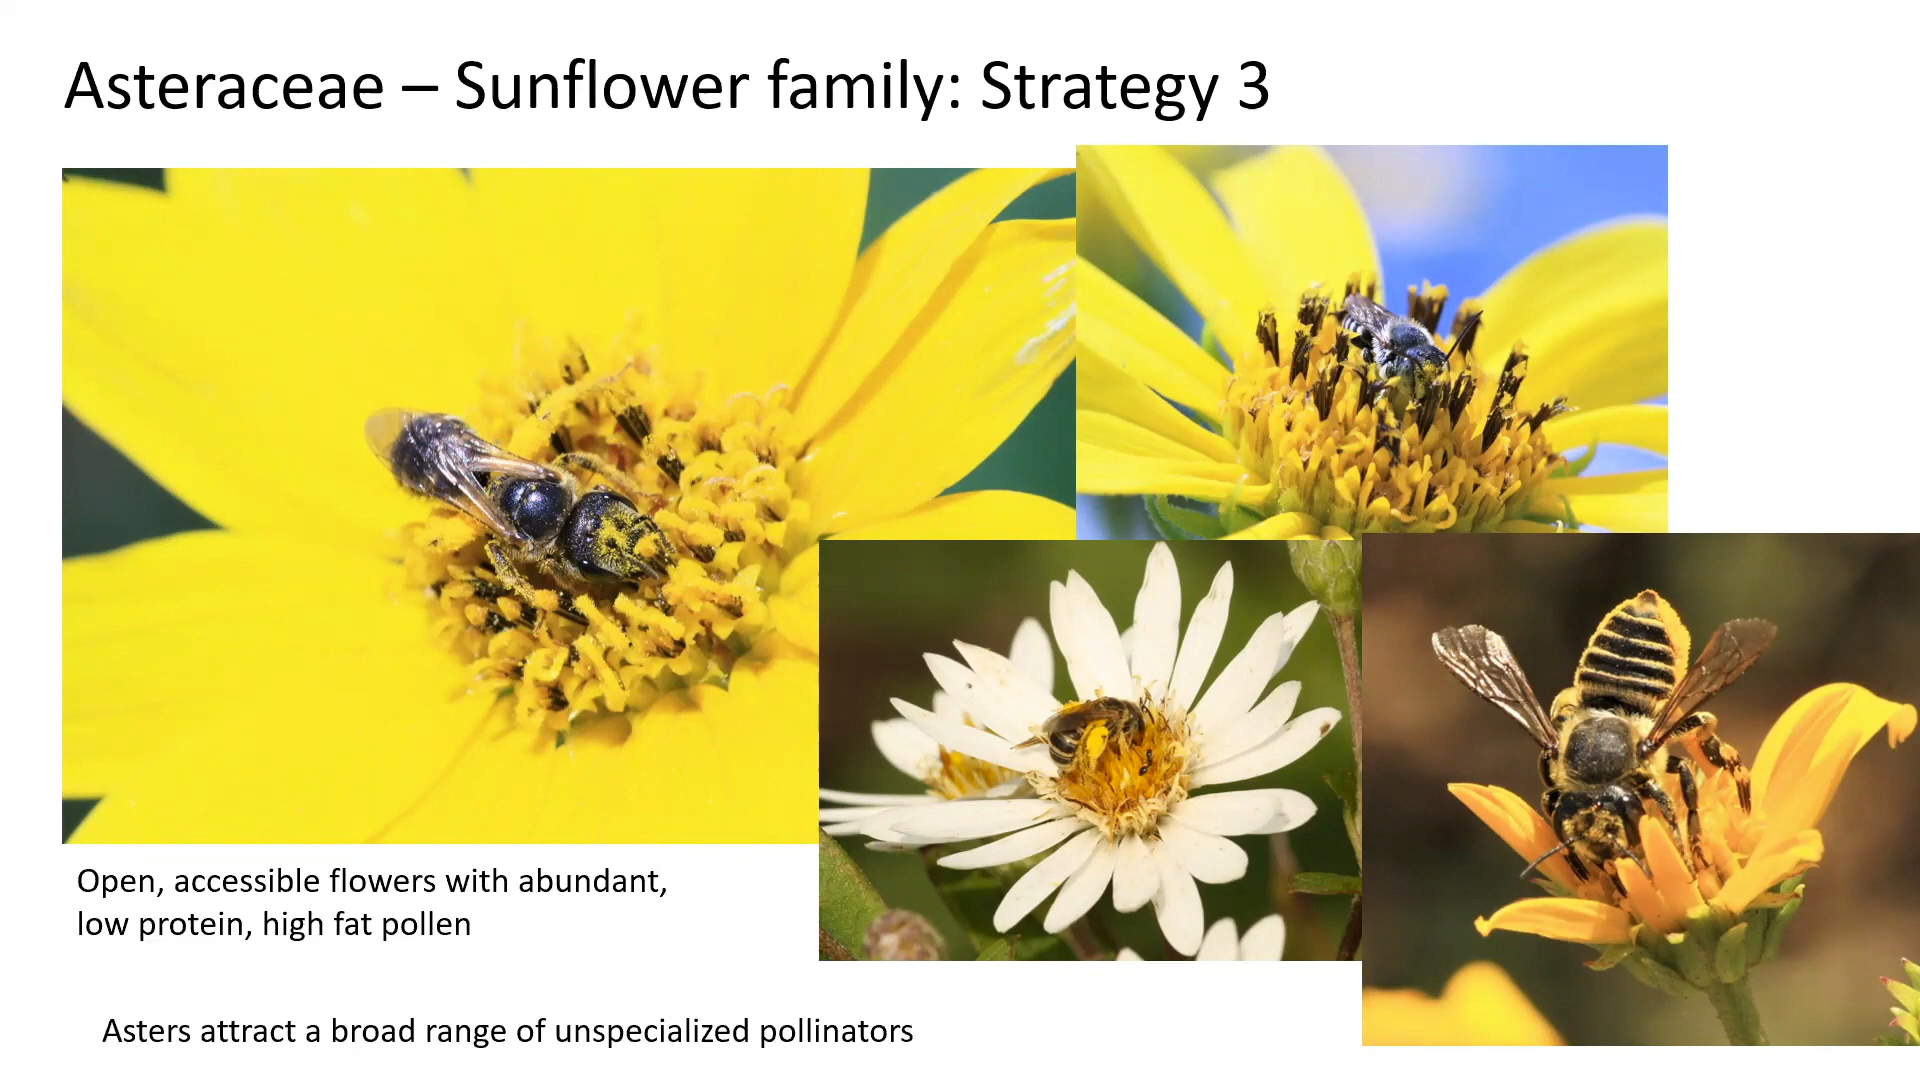 Asteraceae – Sunflower family: Strategy 3
Open, accessible flowers with abundant,
low protein, high fat pollen
Asters attract a broad range of unspecialized pollinators